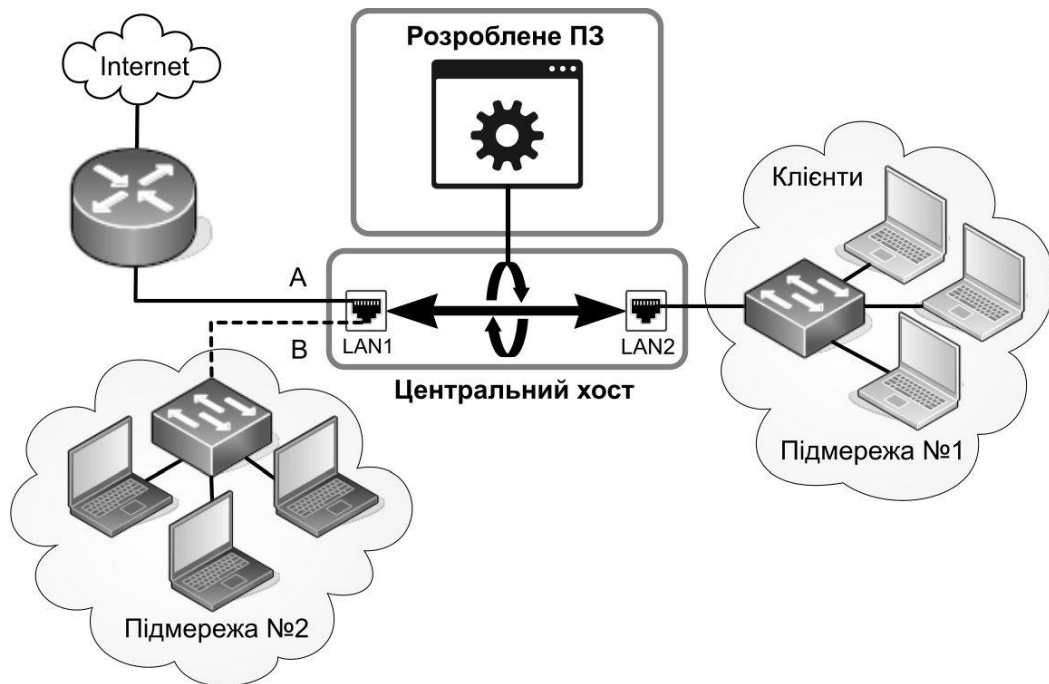 Розроблене ПЗ
Internet
Клієнти
A
B
LAN1
LAN2
Центральний хост
Підмережа №1
Підмережа №2